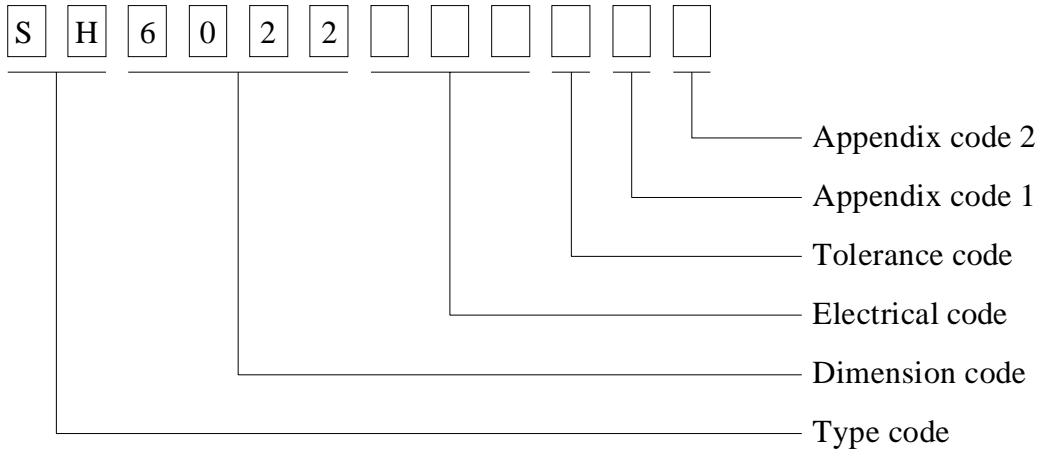 S H 6 0 2 2
Appendix code 2
Appendix code 1
Tolerance code
Electrical code
Dimension code
Type code